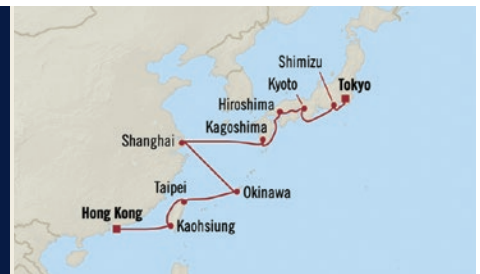 Shimizu
Kyoto
Tokyo
Hiroshima
Kagoshima
Shanghai
Taipei
Okinawa
Hong Kong
Kaohsiung